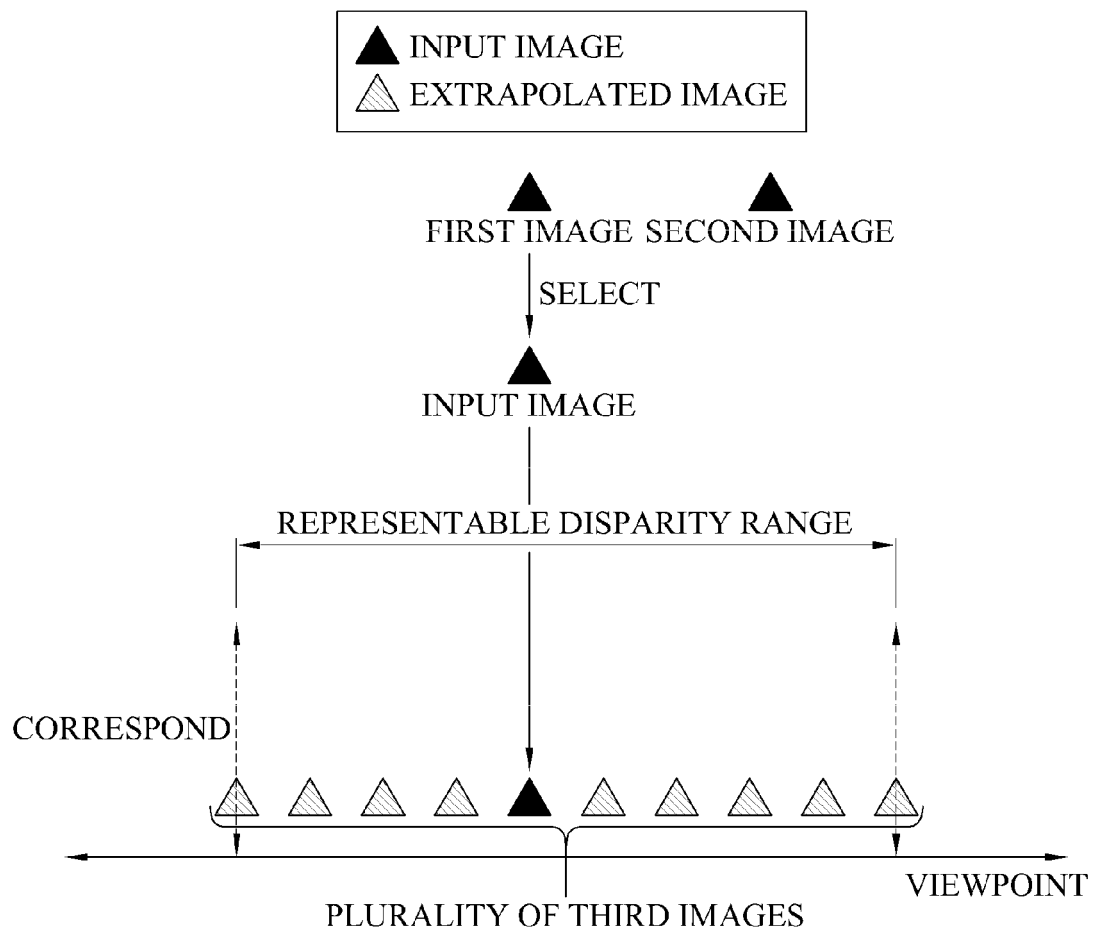 INPUT IMAGE
EXTRAPOLATED IMAGE
FIRST IMAGE SECOND IMAGE
SELECT
INPUT IMAGE
REPRESENTABLE DISPARITY RANGE
CORRESPOND
VIEWPOINT
PLURALITY OF THIRD IMAGES